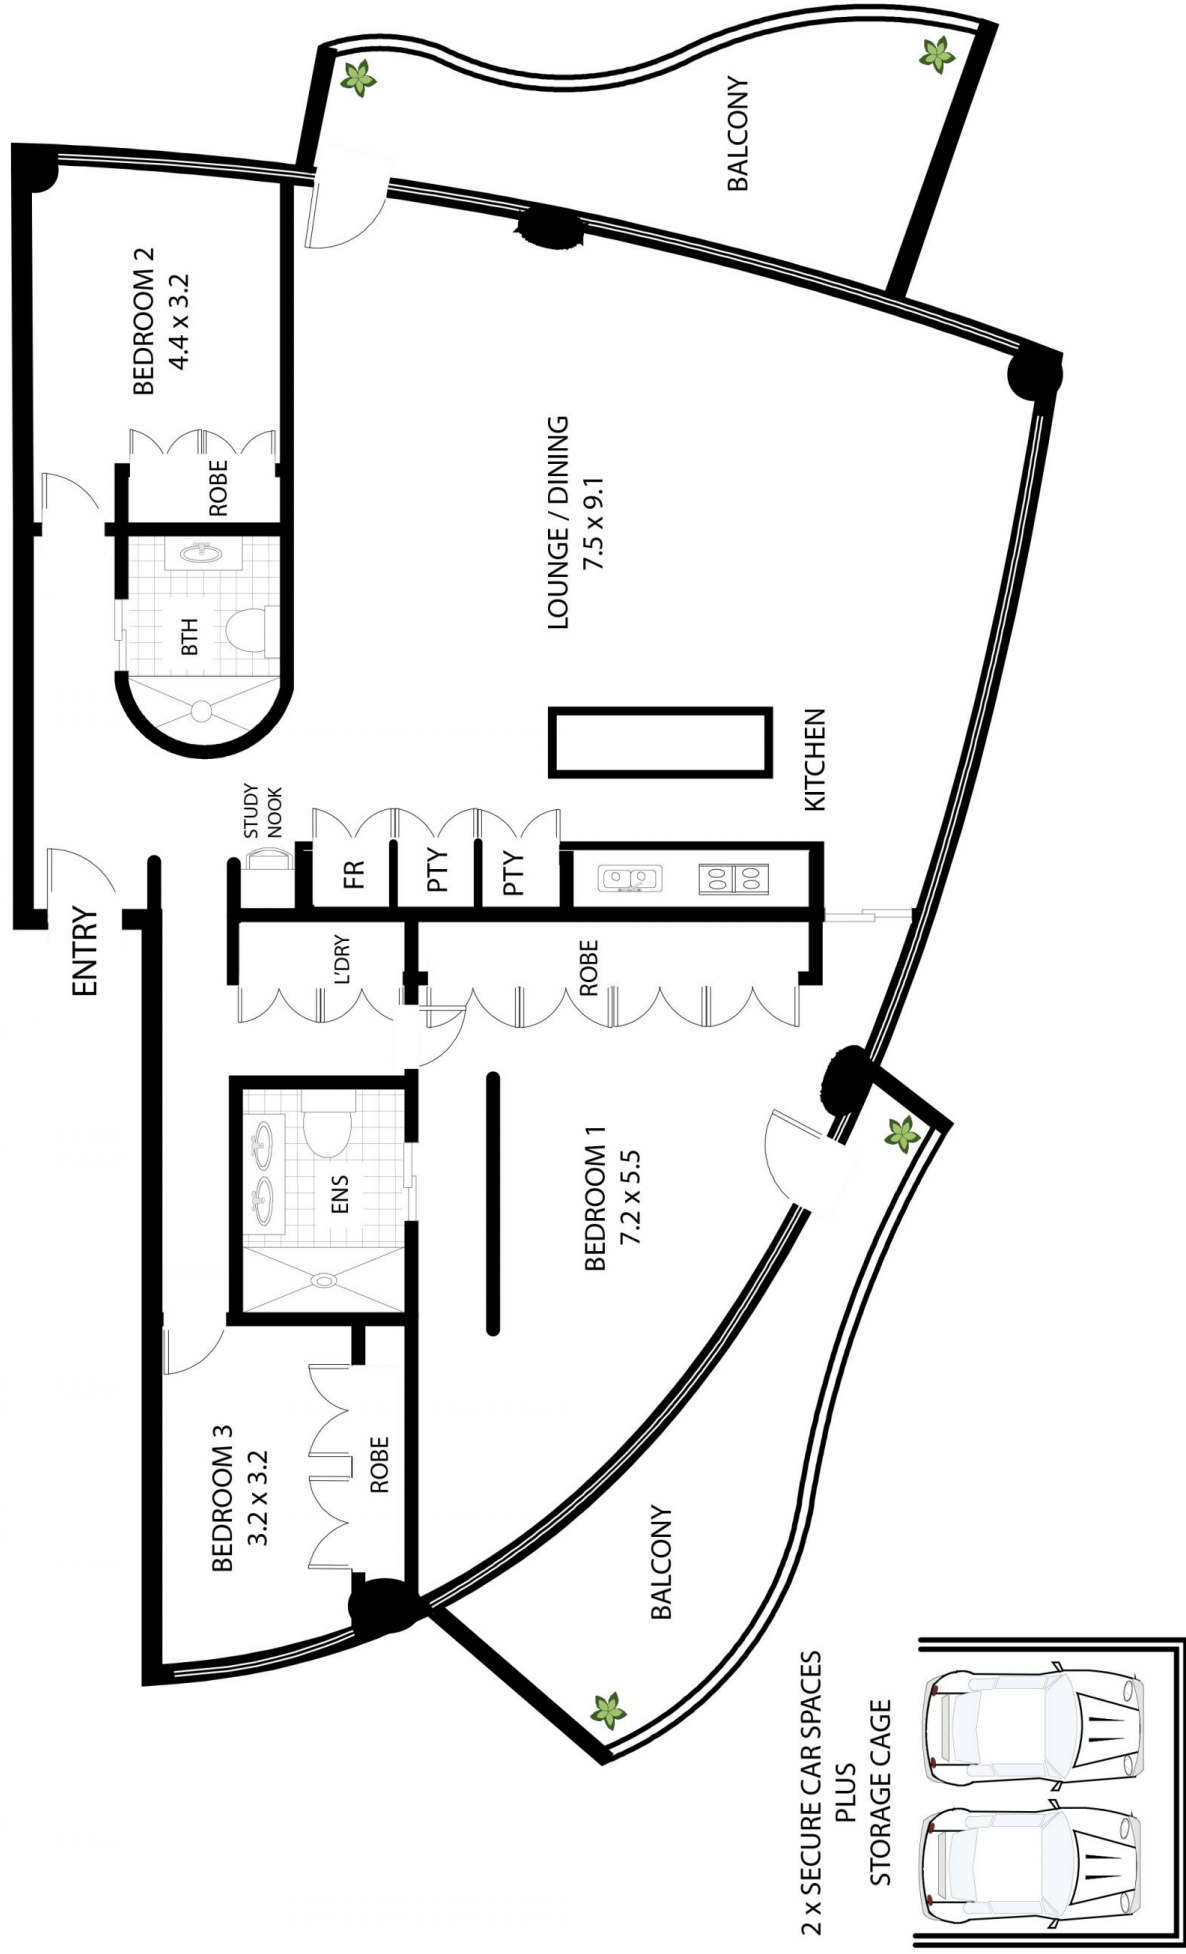 ENTRY
BEDROOM 3
3.2 x 3.2
ROBE
ENS
L'DRY
STUDY
NOOK
BTH
ROBE
BEDROOM 2
4.4 x 3.2
FR
PTY
PTY
BEDROOM 1
7.2 x 5.5
ROBE
LOUNGE / DINING
7.5 x 9.1
KITCHEN
BALCONY
BALCONY
2 x SECURE CAR SPACES
PLUS
STORAGE CAGE